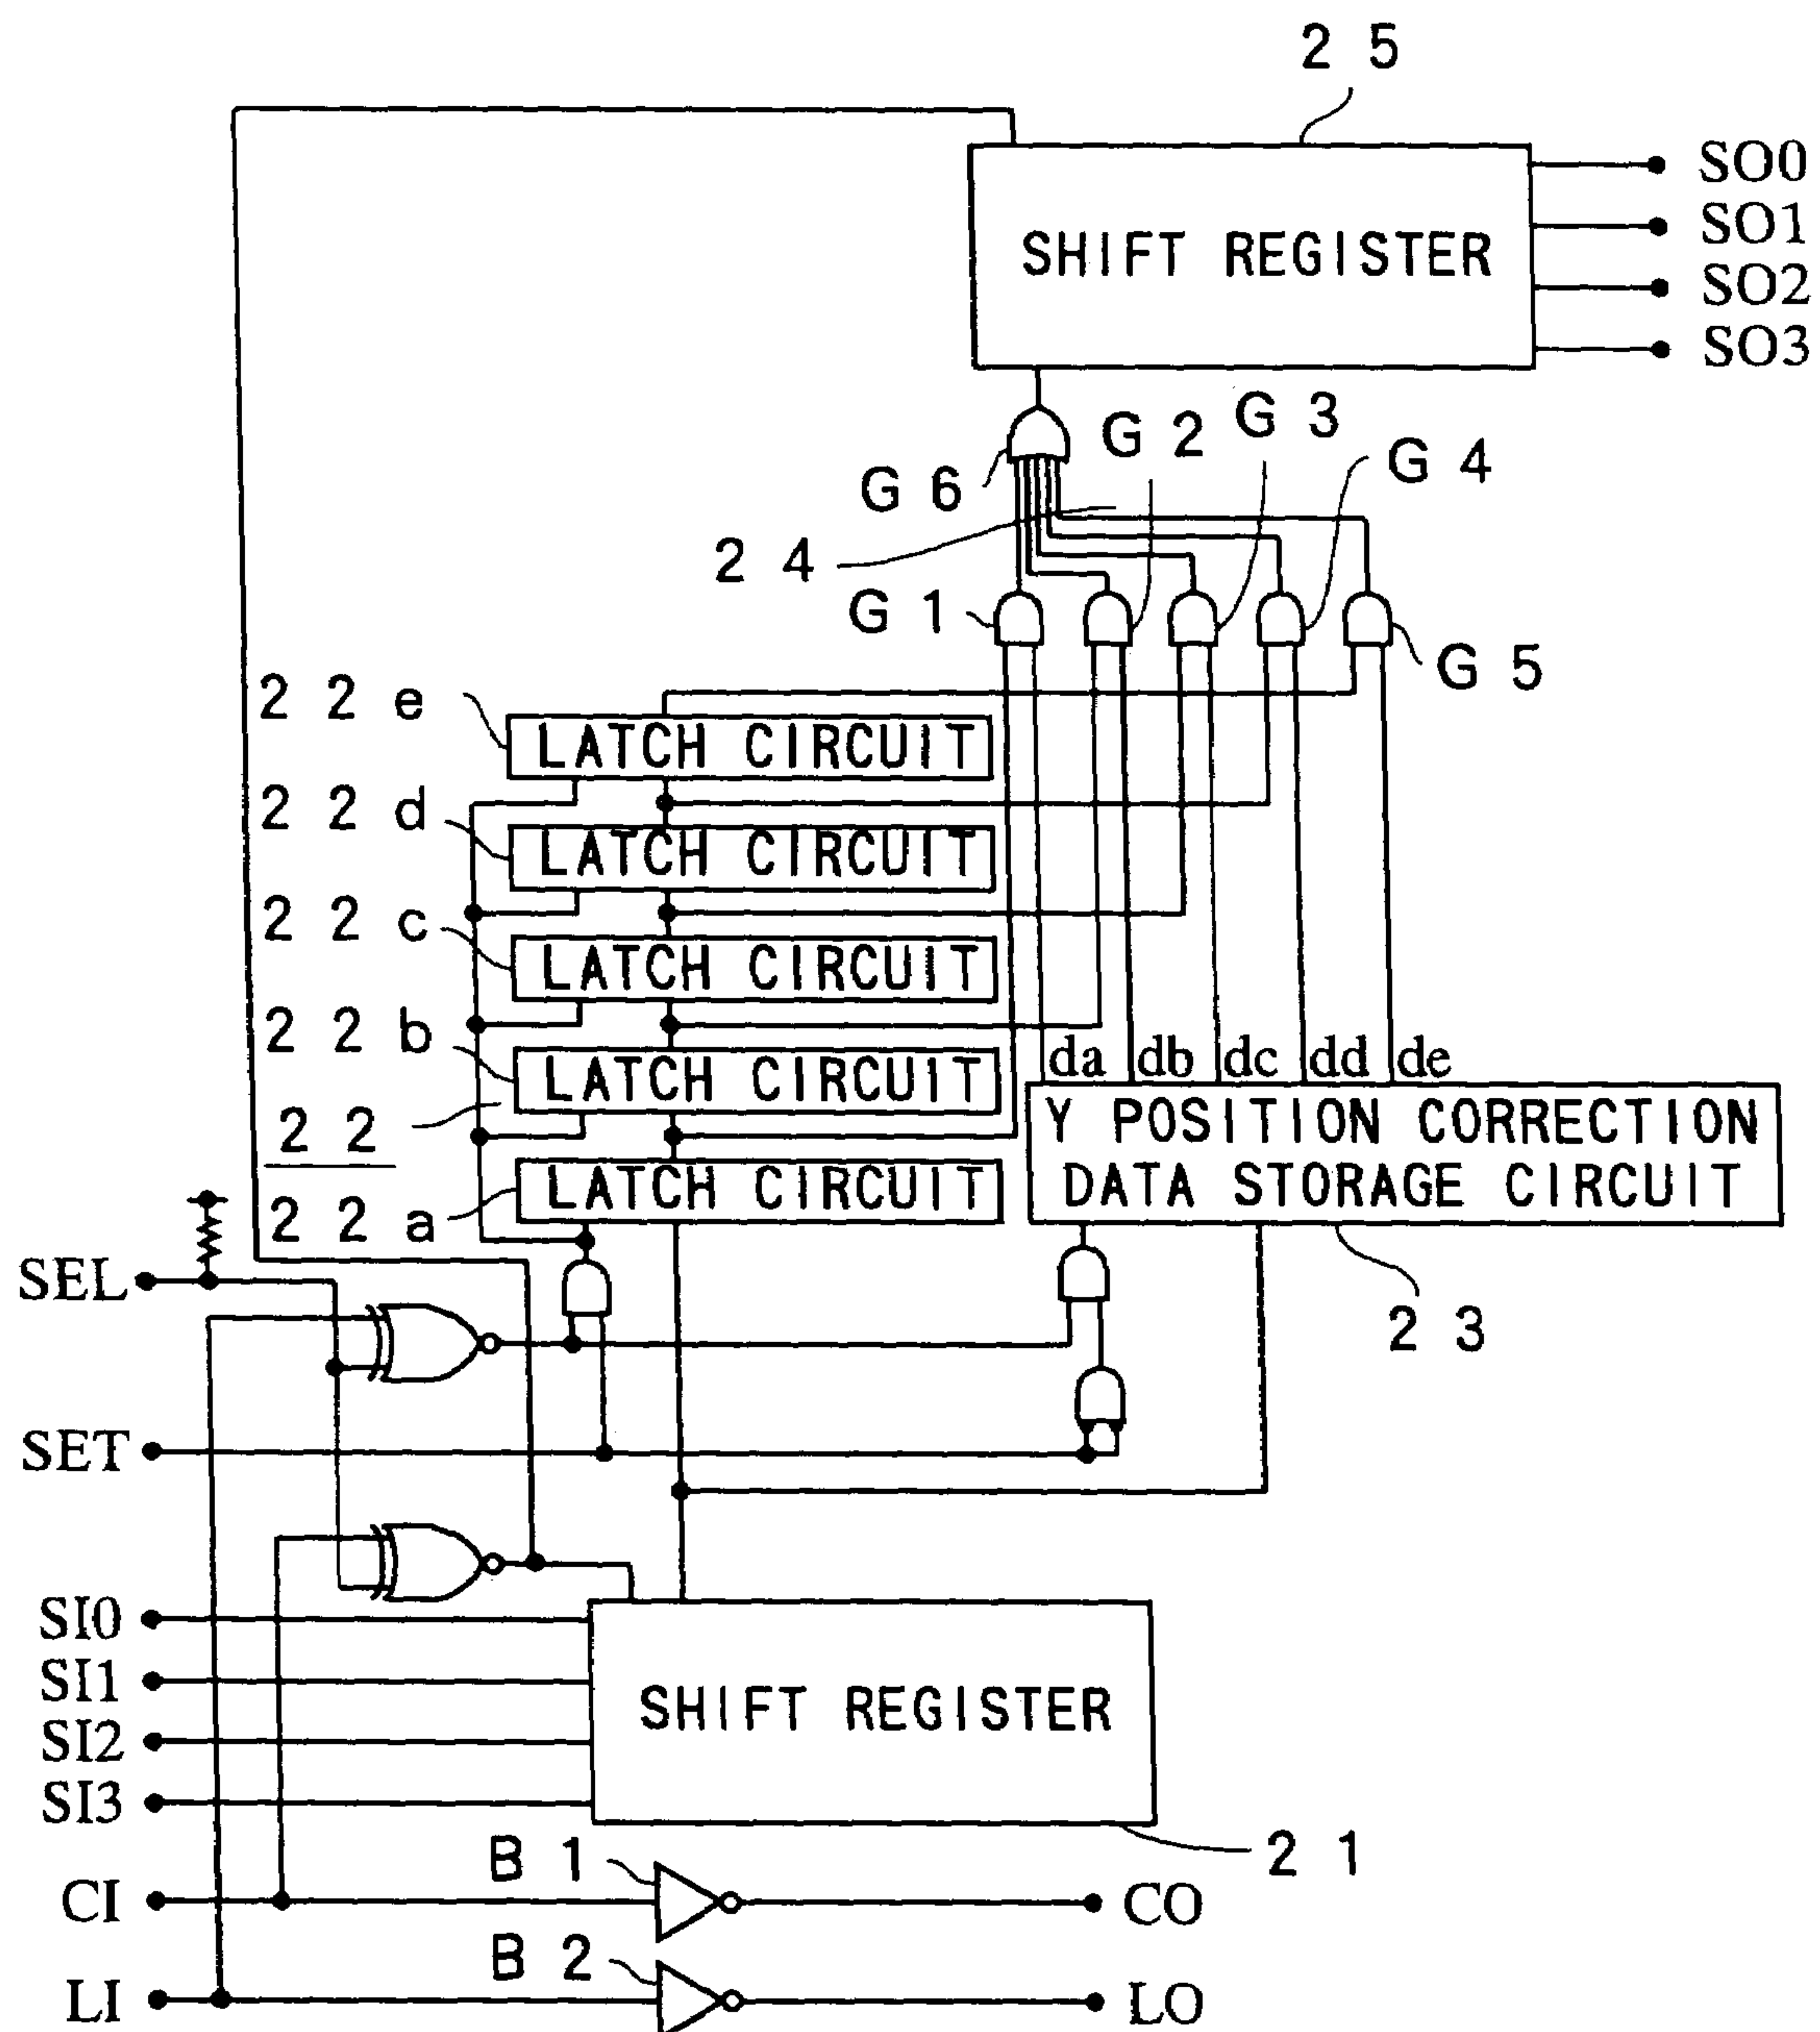 2 5
SO0
SHIFT REGISTER
SO1
SO2
SO3
G 3
G 2
G 4
G 6
2 4
G 1
G 5
2 2 e
LATCH CIRCUIT
2 2 d
LATCH CIRCUIT
2 2 c
LATCH CIRCUIT
2 2 b
da db dc dd de
LATCH CIRCUIT
2 2
Y POSITION CORRECTION
DATA STORAGE CIRCUIT
LATCH CIRCUIT
2 2 a
SEL
2 3
SET
SI0
SI1
SHIFT REGISTER
SI2
SI3
B 1
2 1
CI
CO
B 2
LI
LO